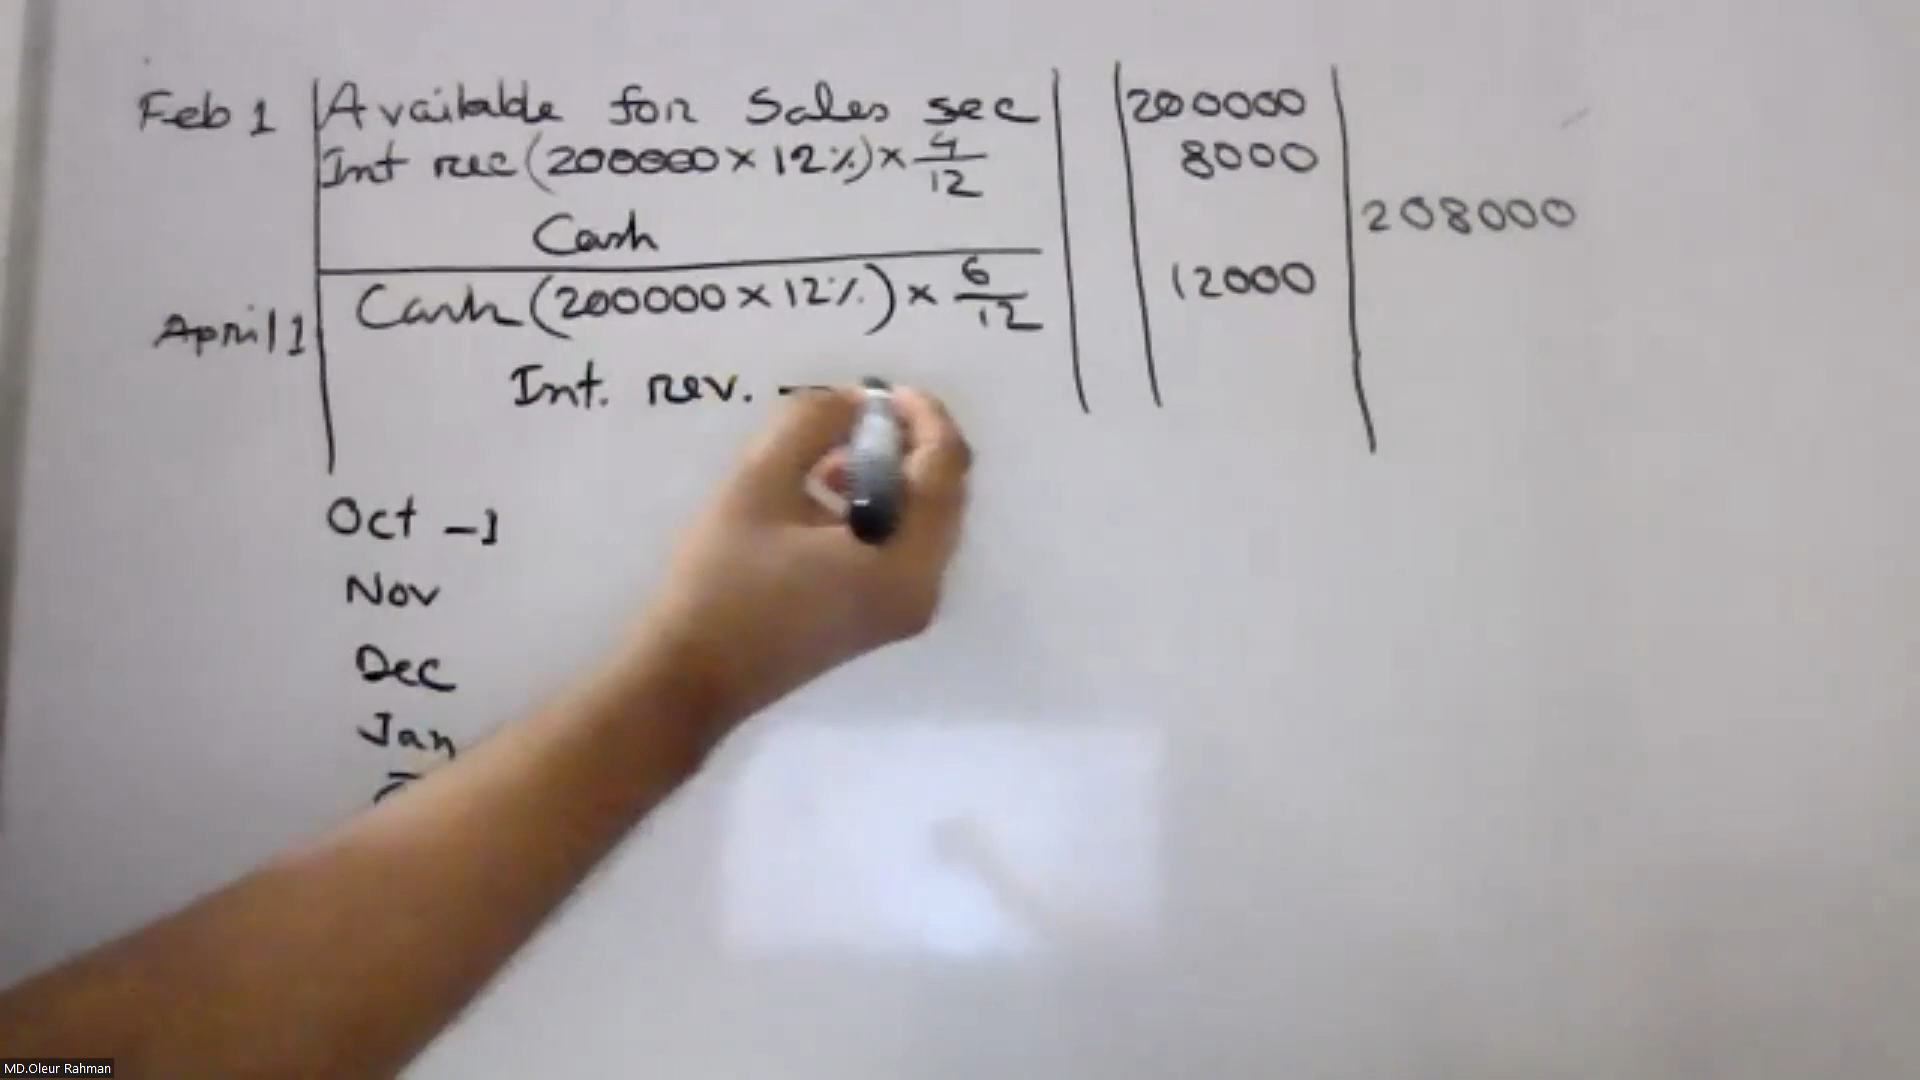 Feb 1 Available for Sales sec 200000
Int rec (200000 × 12%) × 4/12 8000
Cash 208000
April 1 Cash (200000 × 12%) × 6/12 12000
Int. rev. —
Oct - 1
Nov
Dec
Jan
MD.Oleur Rahman